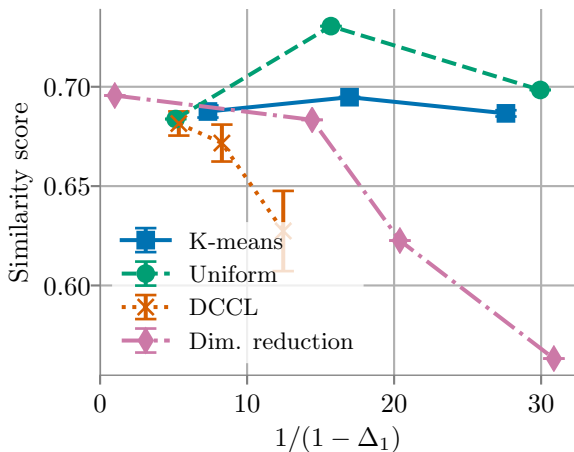 0.70
0.65
0.60
Similarity score
K-means
Uniform
DCCL
Dim. reduction
0 10 20 30
1/(1 − Δ₁)